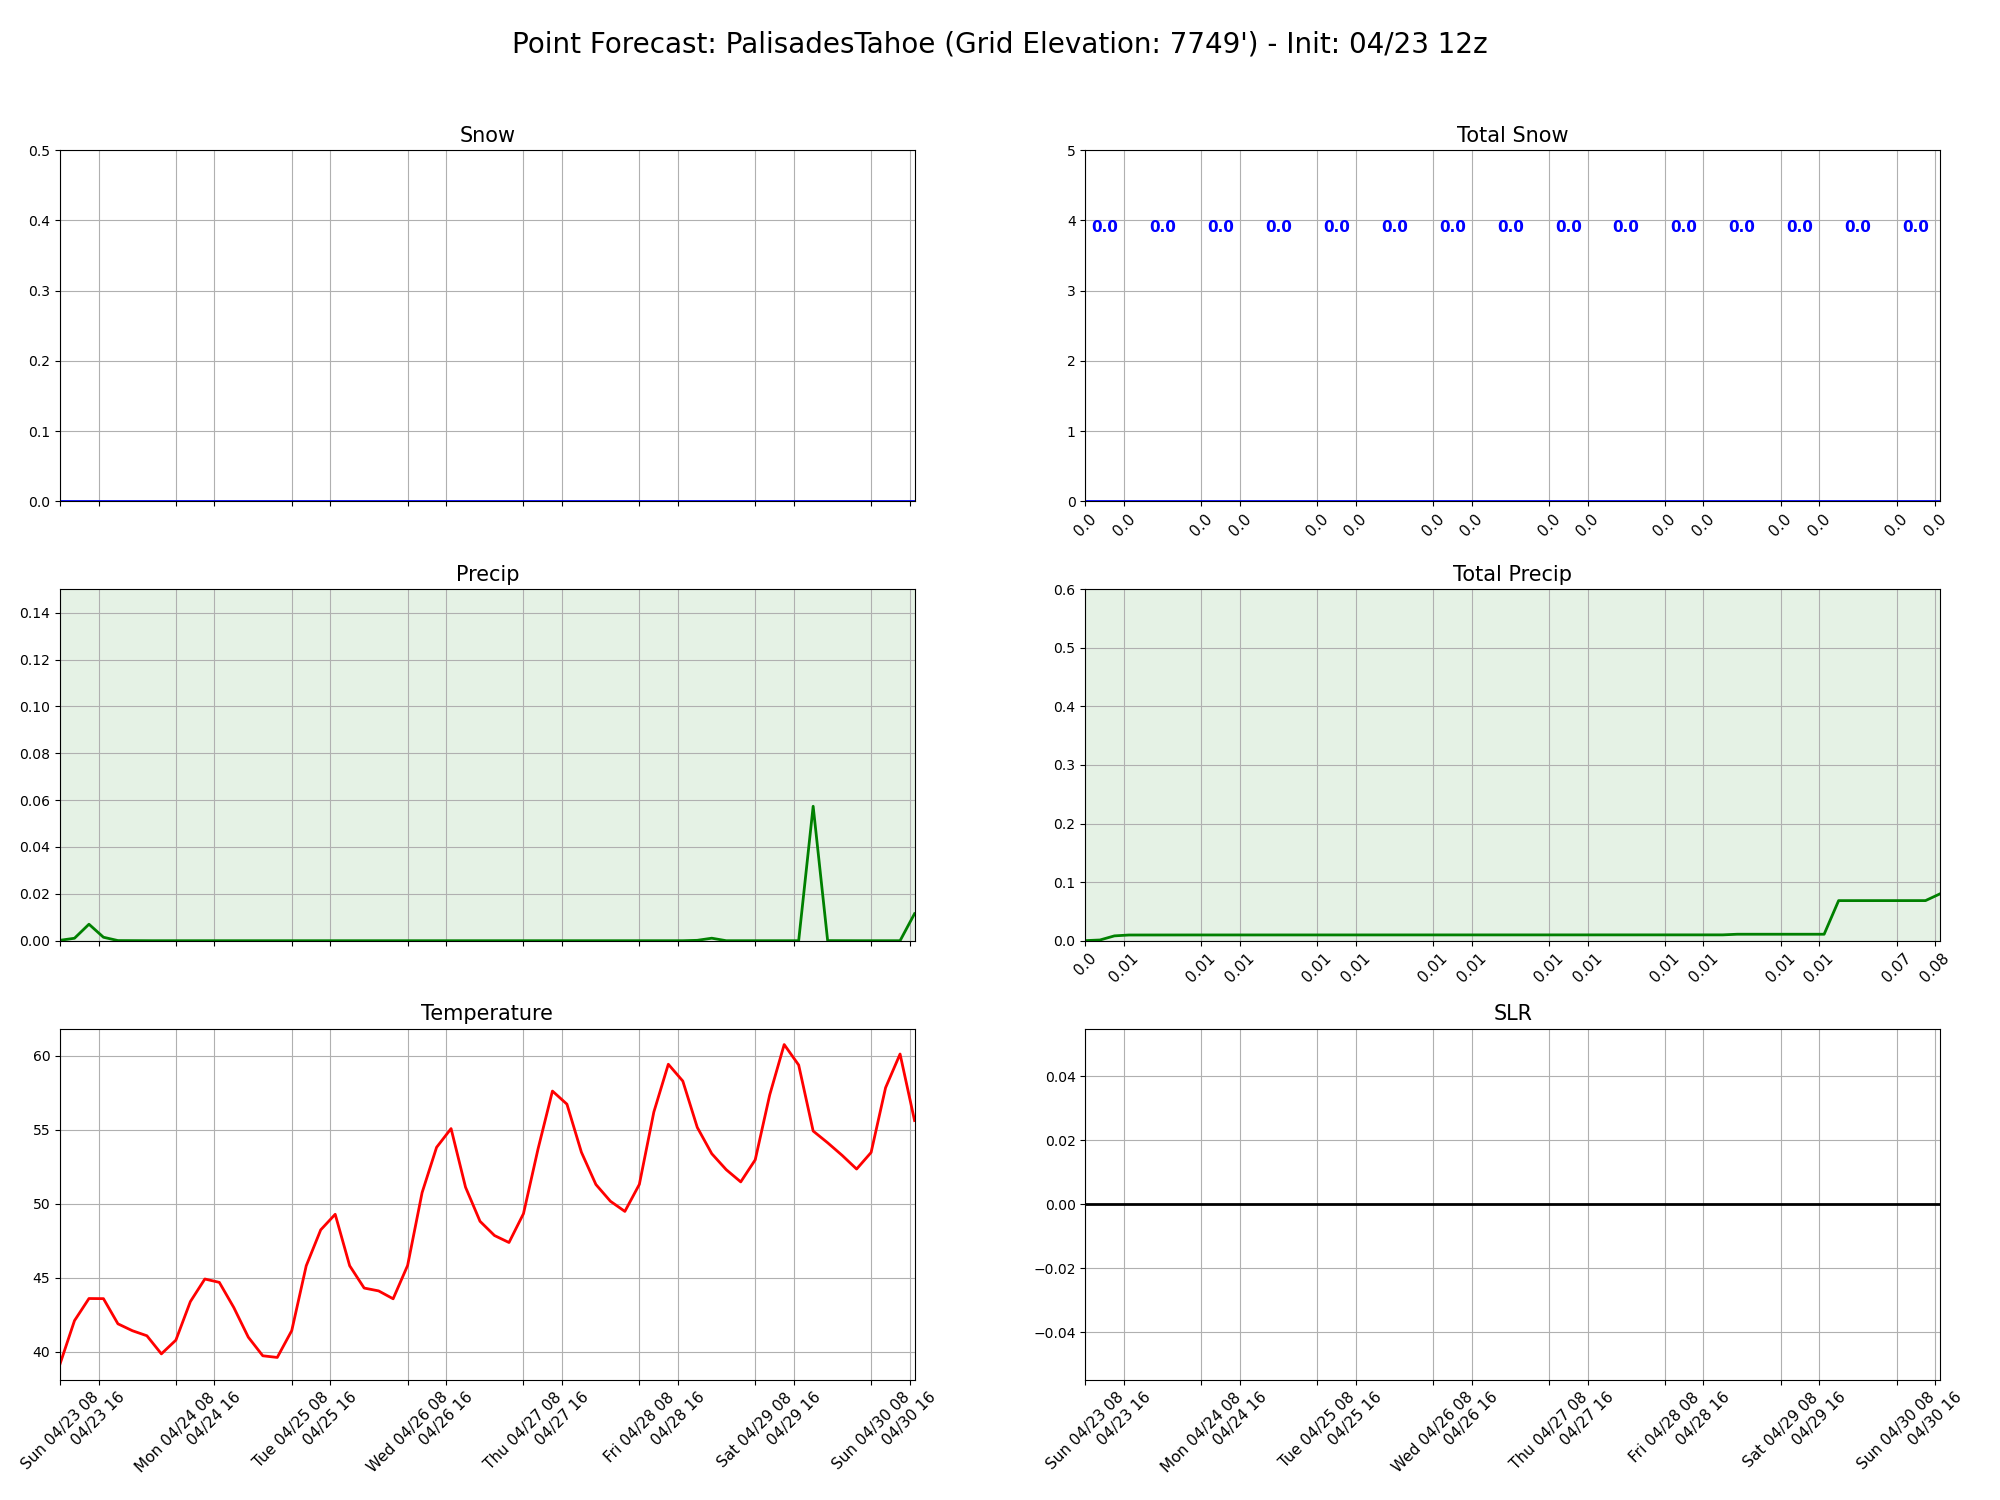 Point Forecast: PalisadesTahoe (Grid Elevation: 7749') - Init: 04/23 12z
Snow
0.5
0.4
0.3
0.2
0.1
0.0
Total Snow
5
4
3
2
1
0
0.0 0.0 0.0 0.0 0.0 0.0 0.0 0.0 0.0 0.0 0.0 0.0 0.0 0.0 0.0
0.0 0.0 0.0 0.0 0.0 0.0 0.0 0.0 0.0 0.0 0.0 0.0 0.0 0.0 0.0 0.0
Precip
0.14
0.12
0.10
0.08
0.06
0.04
0.02
0.00
Total Precip
0.6
0.5
0.4
0.3
0.2
0.1
0.0
0.0 0.01 0.01 0.01 0.01 0.01 0.01 0.01 0.01 0.01 0.01 0.01 0.01 0.01 0.07 0.08
Temperature
60
55
50
45
40
Sun 04/23 08
04/23 16
Mon 04/24 08
04/24 16
Tue 04/25 08
04/25 16
Wed 04/26 08
04/26 16
Thu 04/27 08
04/27 16
Fri 04/28 08
04/28 16
Sat 04/29 08
04/29 16
Sun 04/30 08
04/30 16
SLR
0.04
0.02
0.00
−0.02
−0.04
Sun 04/23 08
04/23 16
Mon 04/24 08
04/24 16
Tue 04/25 08
04/25 16
Wed 04/26 08
04/26 16
Thu 04/27 08
04/27 16
Fri 04/28 08
04/28 16
Sat 04/29 08
04/29 16
Sun 04/30 08
04/30 16